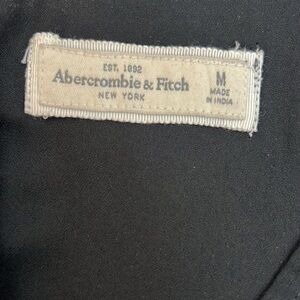 EST. 1892
Abercrombie & Fitch
NEW YORK
M
MADE
IN INDIA